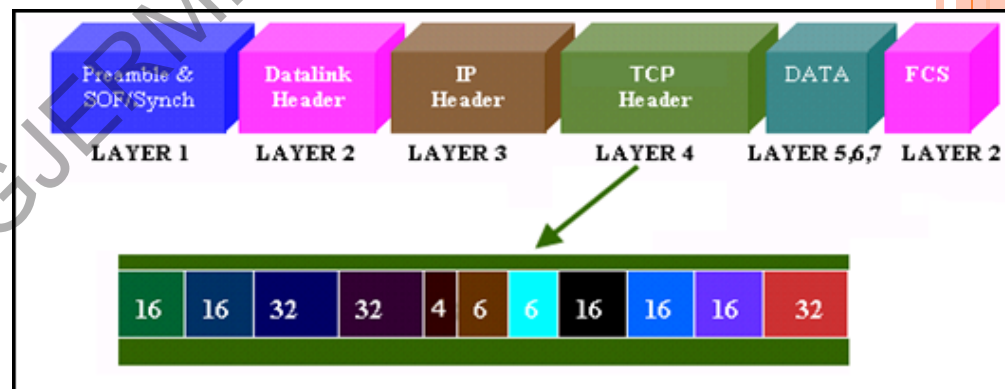 GJERMI
Preamble &
SOF/Synch
Datalink
Header
IP
Header
TCP
Header
DATA
FCS
LAYER 1
LAYER 2
LAYER 3
LAYER 4
LAYER 5,6,7
LAYER 2
16 16 32 32 4 6 6 16 16 16 32